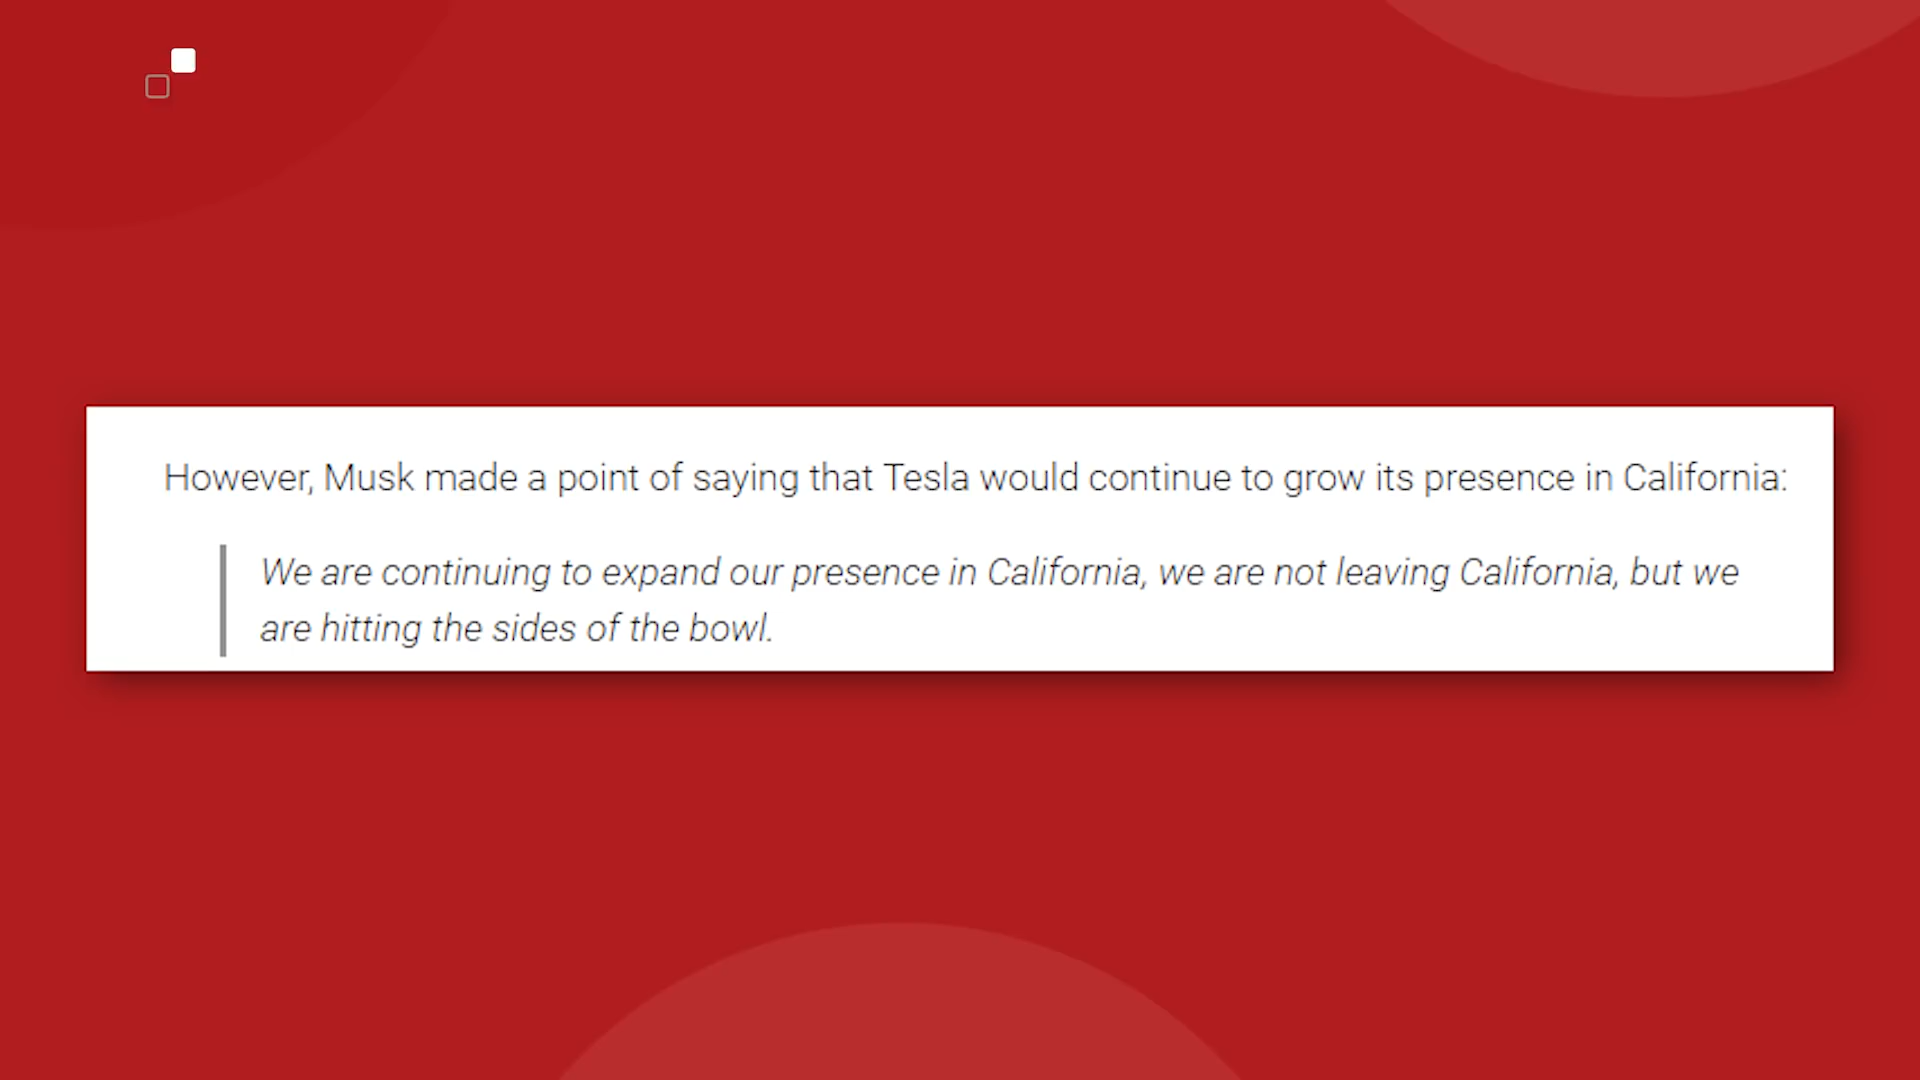 However, Musk made a point of saying that Tesla would continue to grow its presence in California:
We are continuing to expand our presence in California, we are not leaving California, but we
are hitting the sides of the bowl.